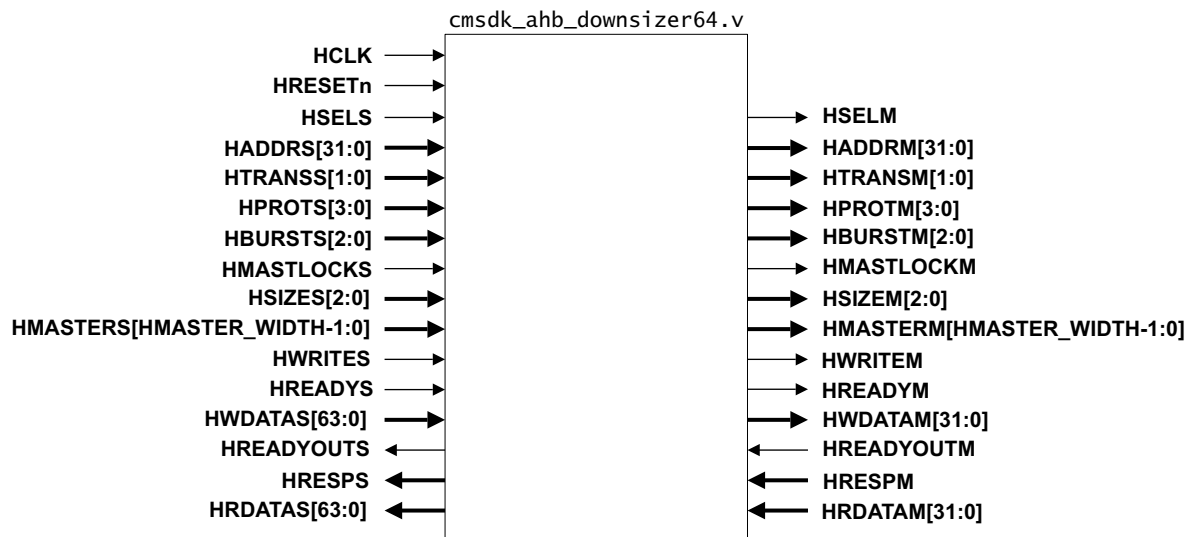 cmsdk_ahb_downsizer64.v
HCLK
HRESETn
HSELS HSELM
HADDRS[31:0] HADDRM[31:0]
HTRANSS[1:0] HTRANSM[1:0]
HPROTS[3:0] HPROTM[3:0]
HBURSTS[2:0] HBURSTM[2:0]
HMASTLOCKS HMASTLOCKM
HSIZES[2:0] HSIZEM[2:0]
HMASTERS[HMASTER_WIDTH-1:0] HMASTERM[HMASTER_WIDTH-1:0]
HWRITES HWRITEM
HREADYS HREADYM
HWDATAS[63:0] HWDATAM[31:0]
HREADYOUTS HREADYOUTM
HRESPS HRESPM
HRDATAS[63:0] HRDATAM[31:0]